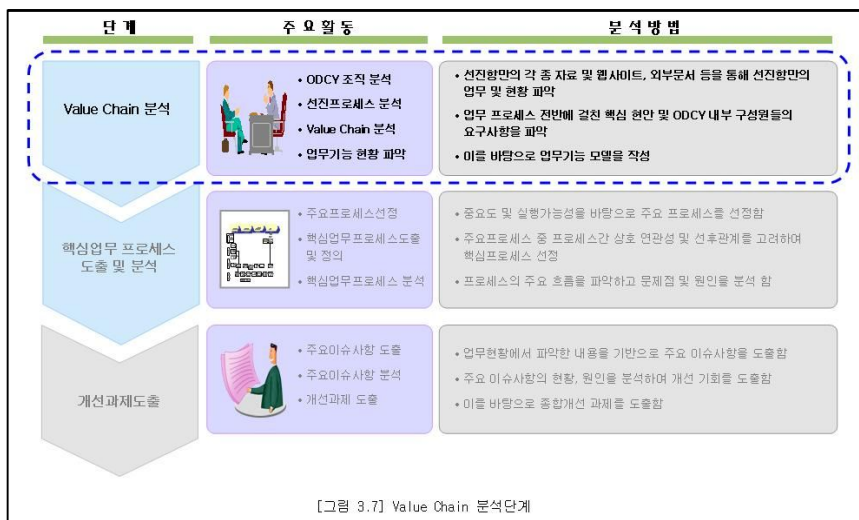 단 계
주 요 활 동
분 석 방 법
Value Chain 분석
• ODCY 조직 분석
• 선진프로세스 분석
• Value Chain 분석
• 업무기능 현황 파악
• 선진항만의 각 종 자료 및 웹사이트, 외부문서 등을 통해 선진항만의
업무 및 현황 파악
• 업무 프로세스 전반에 걸친 핵심 현안 및 ODCY 내부 구성원들의
요구사항을 파악
• 이를 바탕으로 업무기능 모델을 작성
핵심업무 프로세스
도출 및 분석
• 주요프로세스선정
• 핵심업무프로세스도출
및 정의
• 핵심업무프로세스 분석
• 중요도 및 실행가능성을 바탕으로 주요 프로세스를 선정함
• 주요프로세스 중 프로세스간 상호 연관성 및 선후관계를 고려하여
핵심프로세스 선정
• 프로세스의 주요 흐름을 파악하고 문제점 및 원인을 분석 함
개선과제도출
• 주요이슈사항 도출
• 주요이슈사항 분석
• 개선과제 도출
• 업무현황에서 파악한 내용을 기반으로 주요 이슈사항을 도출함
• 주요 이슈사항의 현황, 원인을 분석하여 개선 기회를 도출함
• 이를 바탕으로 종합개선 과제를 도출함
[그림 3.7] Value Chain 분석단계